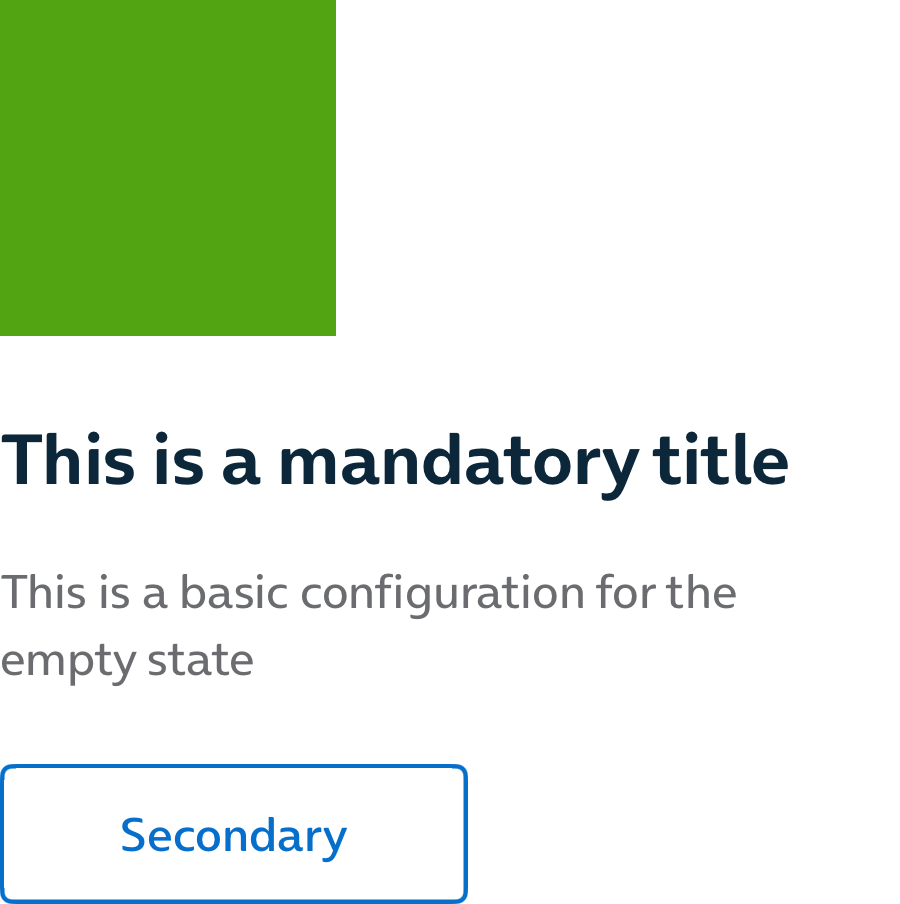 This is a mandatory title
This is a basic configuration for the
empty state
Secondary